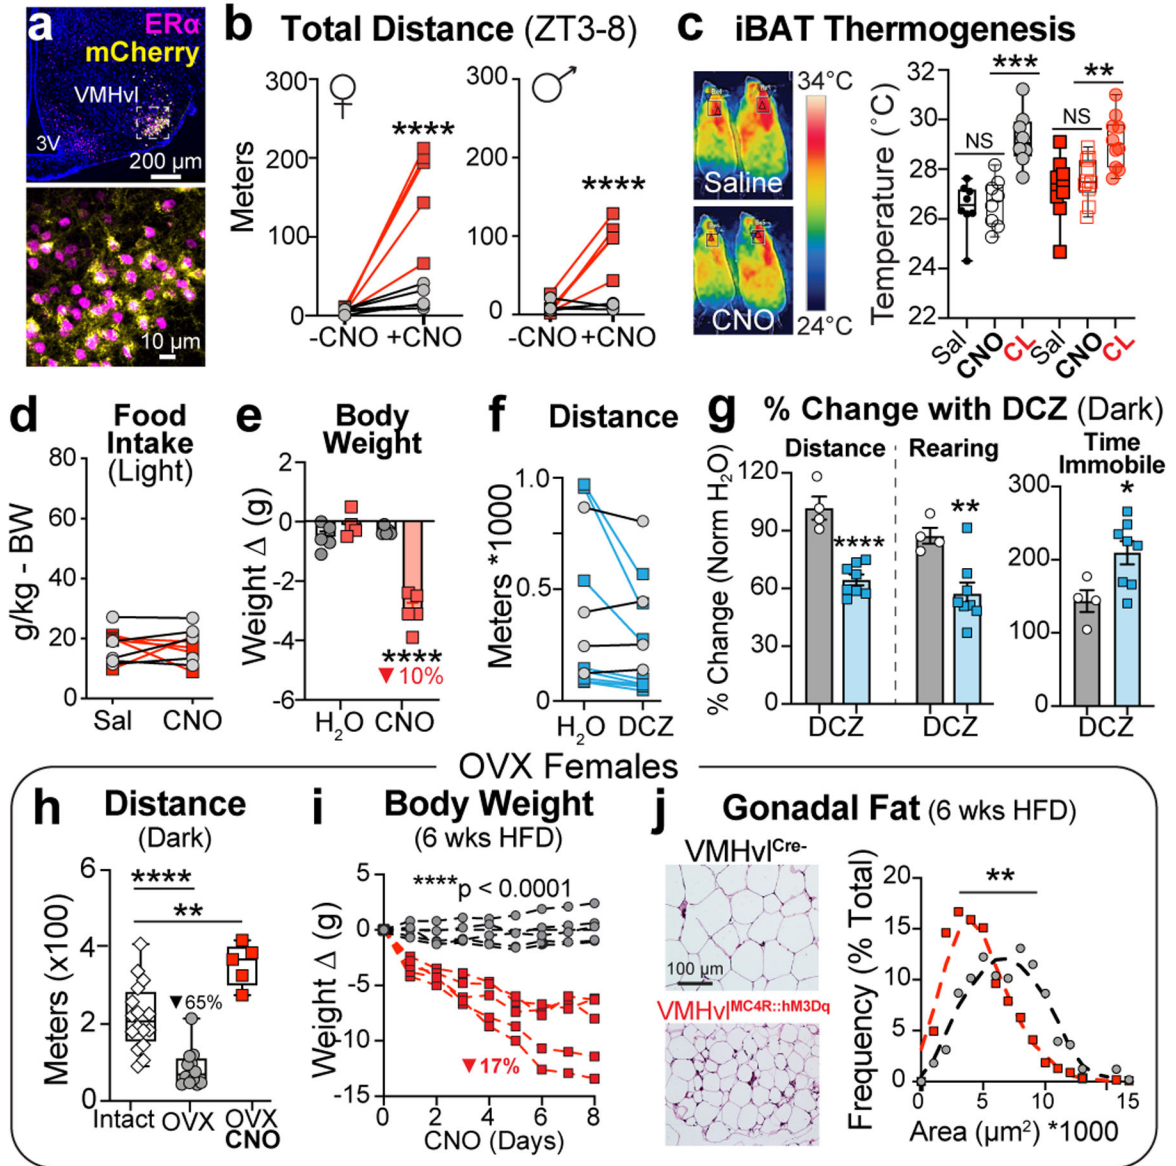 a
ERα
mCherry
VMHvl
3V
200 µm
10 µm
b Total Distance (ZT3-8)
♀
♂
Meters
300
200
100
0
****
-CNO +CNO
300
200
100
0
****
-CNO +CNO
c iBAT Thermogenesis
34°C
Saline
CNO
24°C
Temperature (°C)
32
30
28
26
24
22
***
**
NS
NS
Sal
CNO
CL
Sal
CNO
CL
d Food
Intake
(Light)
g/kg - BW
80
60
40
20
0
Sal CNO
e Body
Weight
Weight Δ (g)
2
0
-2
-4
-6
****
▼10%
H2O CNO
f Distance
Meters *1000
1.0
0.5
0
H2O DCZ
g % Change with DCZ (Dark)
Distance
Rearing
Time
Immobile
% Change (Norm H2O)
120
90
60
30
0
****
**
*
300
200
100
0
DCZ
DCZ
DCZ
OVX Females
h Distance
(Dark)
Meters (x100)
6
4
2
0
****
**
▼65%
Intact
OVX
OVX
CNO
i Body Weight
(6 wks HFD)
Weight Δ (g)
5
0
-5
-10
-15
****p < 0.0001
▼17%
0 2 4 6 8
CNO (Days)
j Gonadal Fat (6 wks HFD)
VMHvlCre-
100 µm
VMHvlMC4R::hM3Dq
Frequency (% Total)
20
15
10
5
0
**
0 5 10 15
Area (µm2) *1000